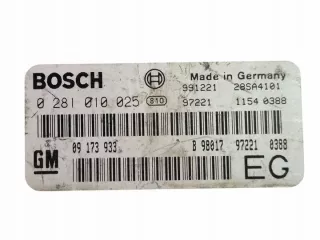 BOSCH Made in Germany
991221 28SA4101
0 281 010 025 810 97221 1154 0388
09 173 933 B 98017 97221 0388
GM EG